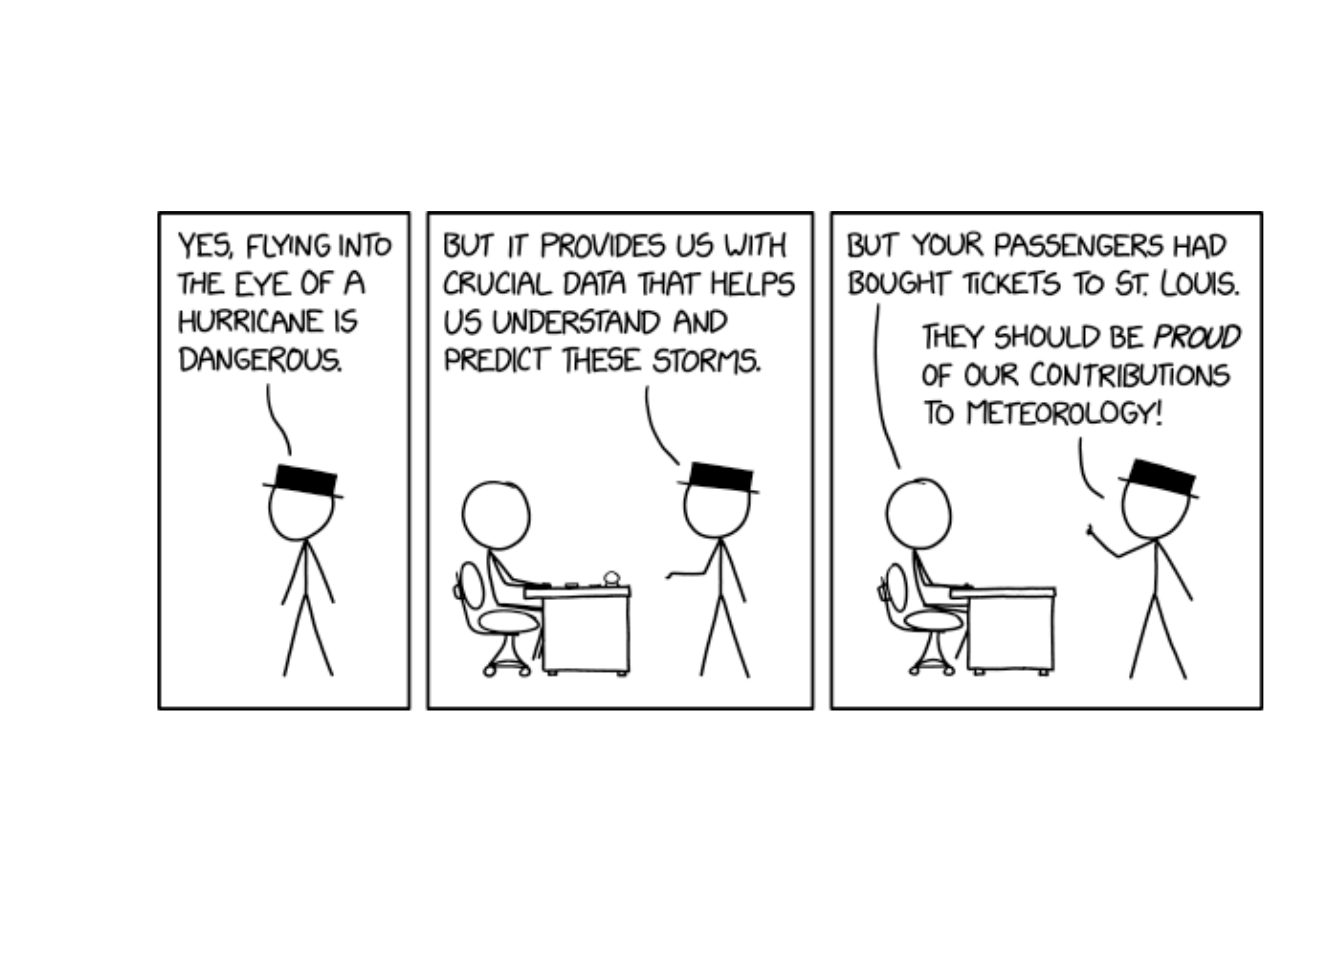 YES, FLYING INTO
THE EYE OF A
HURRICANE IS
DANGEROUS.
BUT IT PROVIDES US WITH
CRUCIAL DATA THAT HELPS
US UNDERSTAND AND
PREDICT THESE STORMS.
BUT YOUR PASSENGERS HAD
BOUGHT TICKETS TO ST. LOUIS.
THEY SHOULD BE PROUD
OF OUR CONTRIBUTIONS
TO METEOROLOGY!